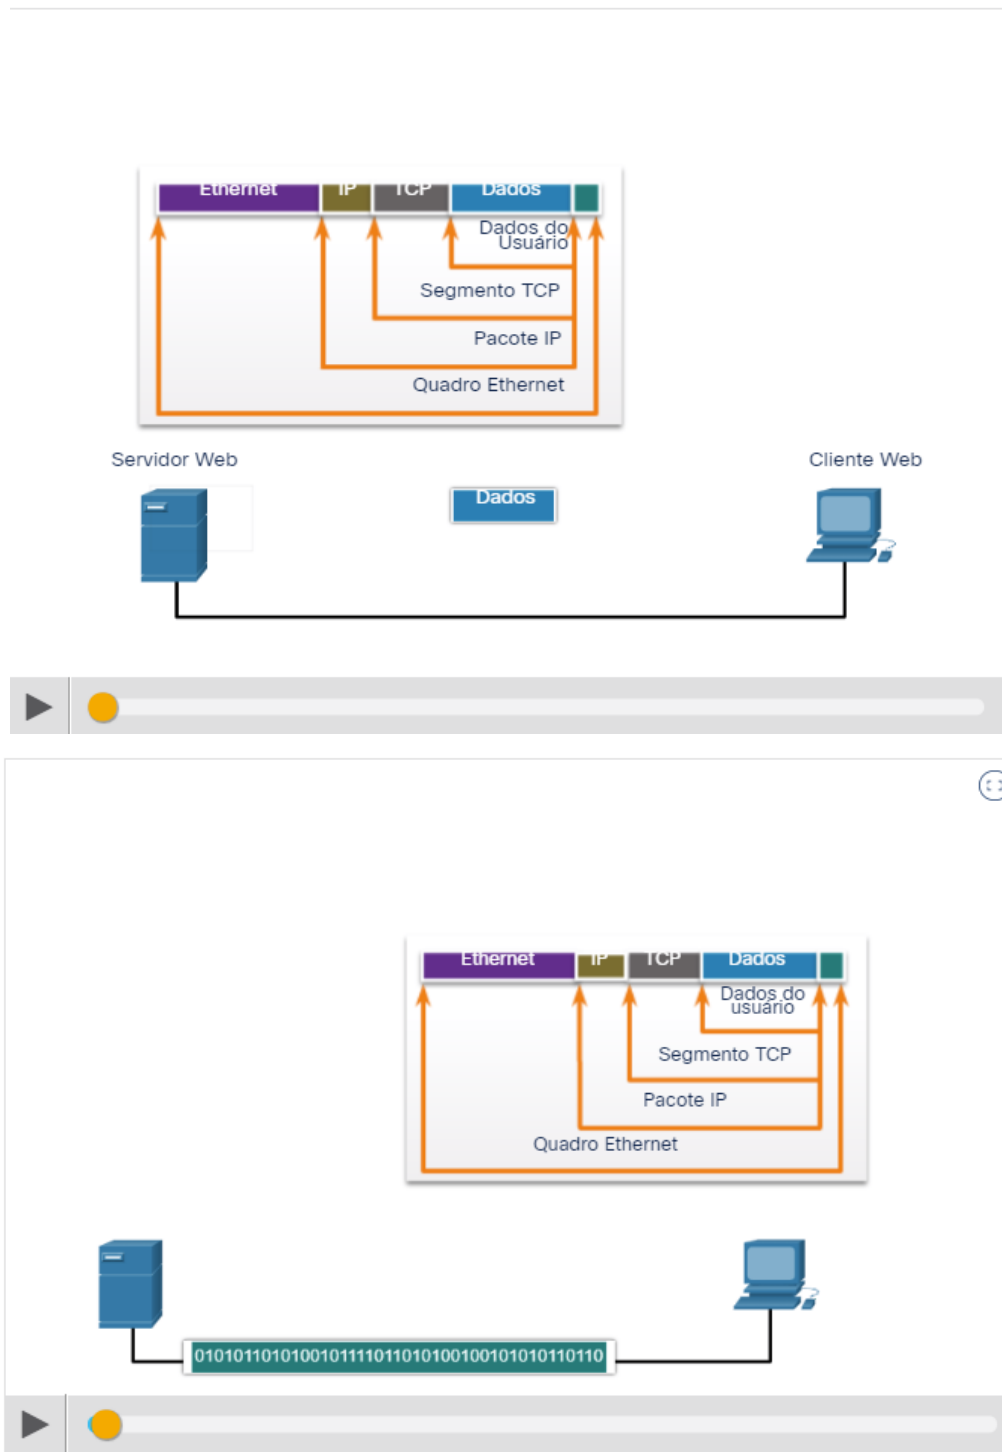 Ethernet IP TCP Dados
Dados do
Usuário
Segmento TCP
Pacote IP
Quadro Ethernet
Servidor Web
Cliente Web
Dados
Ethernet IP TCP Dados
Dados do
usuário
Segmento TCP
Pacote IP
Quadro Ethernet
0101011010100101111011010100100101010110110